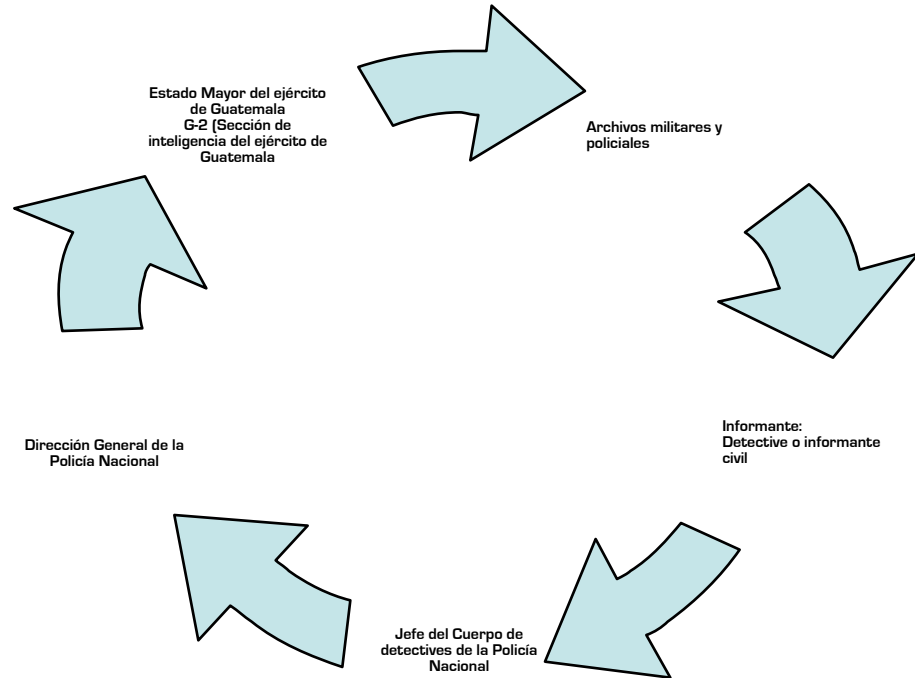 Estado Mayor del ejército
de Guatemala
G-2 (Sección de
inteligencia del ejército de
Guatemala
Archivos militares y
policiales
Informante:
Detective o informante
civil
Jefe del Cuerpo de
detectives de la Policía
Nacional
Dirección General de la
Policía Nacional